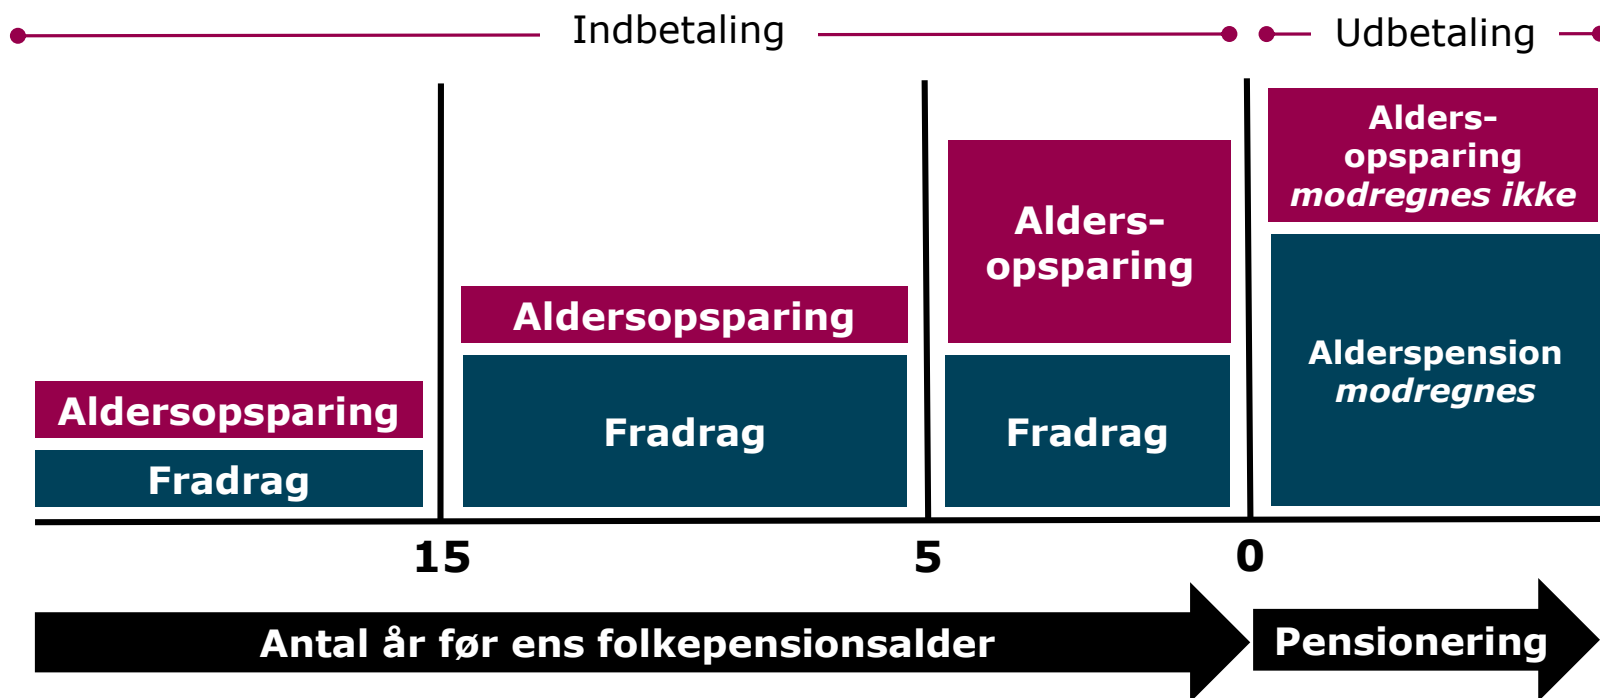 Indbetaling
Udbetaling
Aldersopsparing
Fradrag
Aldersopsparing
Fradrag
Alders-
opsparing
Fradrag
Alders-
opsparing
modregnes ikke
Alderspension
modregnes
15
5
0
Antal år før ens folkepensionsalder
Pensionering